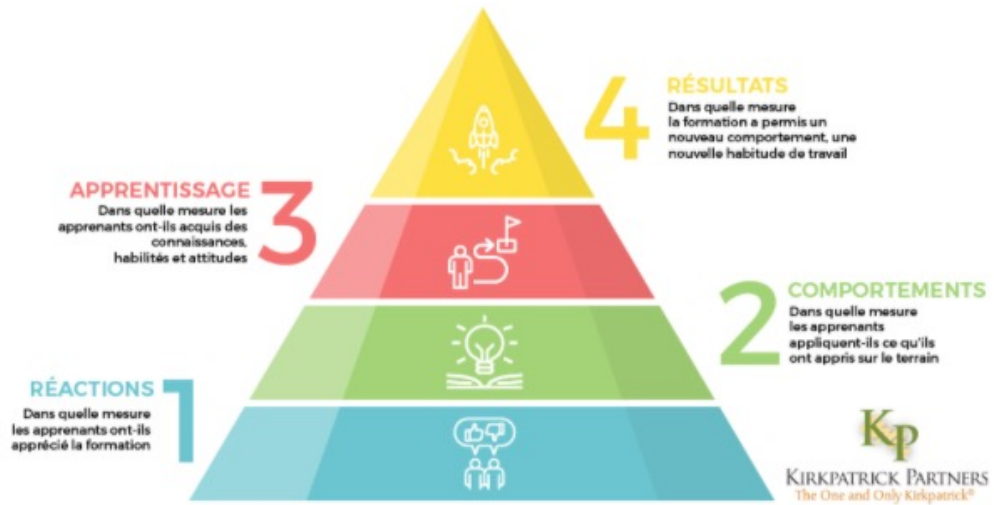 4
RÉSULTATS
Dans quelle mesure
la formation a permis un
nouveau comportement, une
nouvelle habitude de travail
APPRENTISSAGE
3
Dans quelle mesure les
apprenants ont-ils acquis des
connaissances,
habilités et attitudes
2
COMPORTEMENTS
Dans quelle mesure
les apprenants
appliquent-ils ce qu'ils
ont appris sur le terrain
RÉACTIONS
1
Dans quelle mesure
les apprenants ont-ils
apprécié la formation
KP
KIRKPATRICK PARTNERS
The One and Only Kirkpatrick®